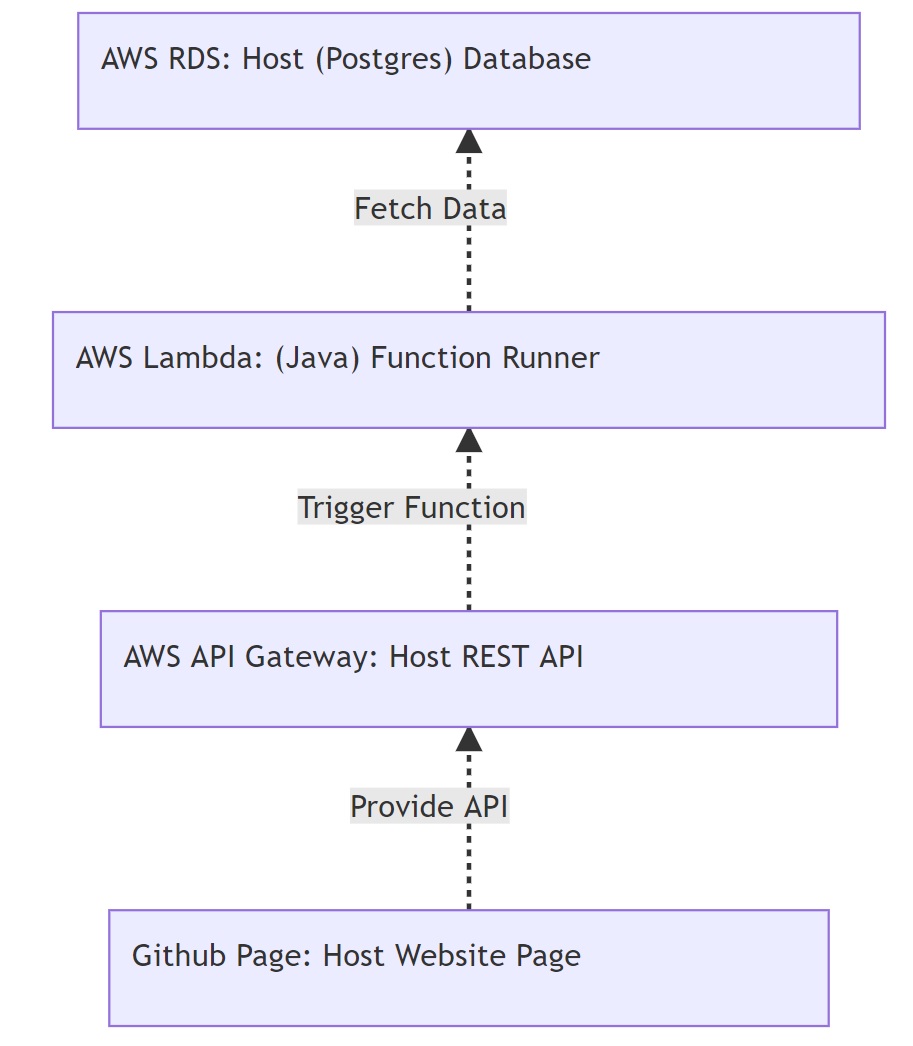 AWS RDS: Host (Postgres) Database
Fetch Data
AWS Lambda: (Java) Function Runner
Trigger Function
AWS API Gateway: Host REST API
Provide API
Github Page: Host Website Page